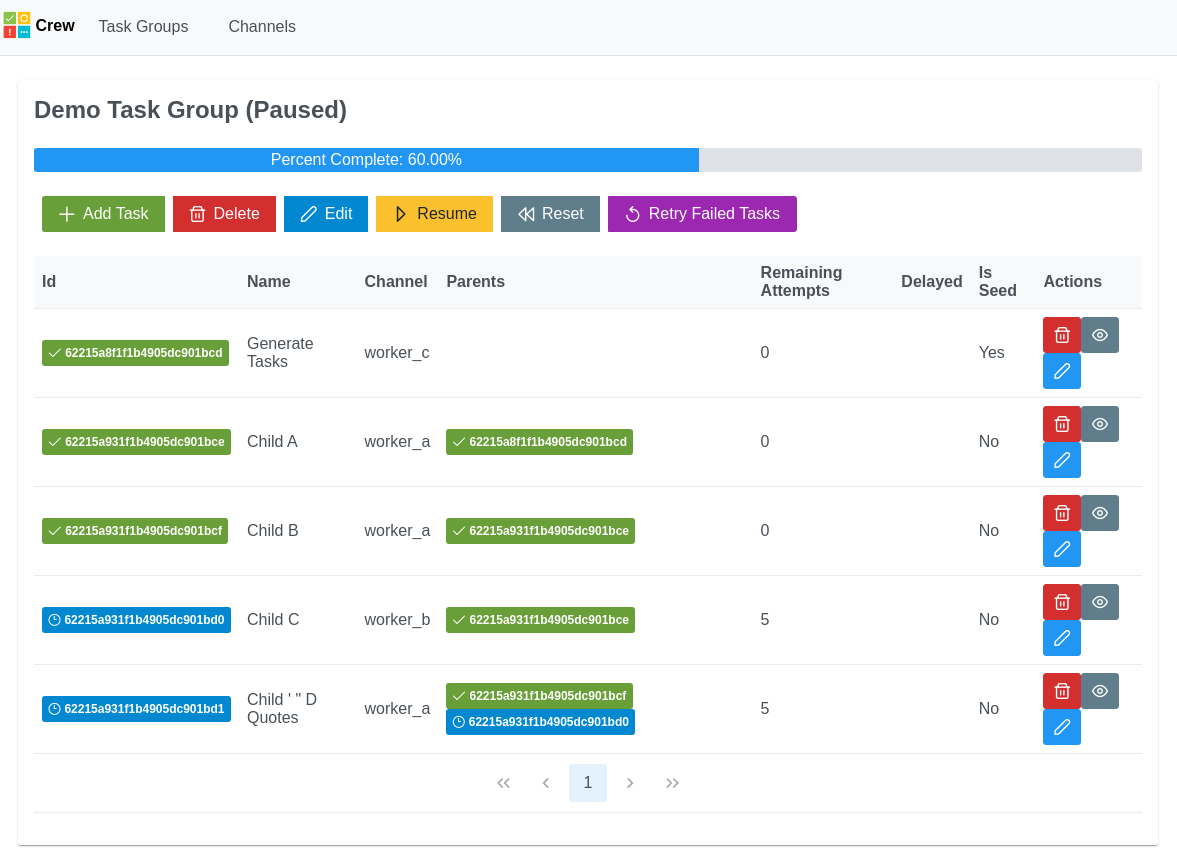 Crew Task Groups Channels
Demo Task Group (Paused)
Percent Complete: 60.00%
Add Task Delete Edit Resume Reset Retry Failed Tasks
Id Name Channel Parents Remaining Attempts Delayed Is Seed Actions
62215a8f1f1b4905dc901bcd Generate Tasks worker_c 0 Yes
62215a931f1b4905dc901bce Child A worker_a 62215a8f1f1b4905dc901bcd 0 No
62215a931f1b4905dc901bcf Child B worker_a 62215a931f1b4905dc901bce 0 No
62215a931f1b4905dc901bd0 Child C worker_b 62215a931f1b4905dc901bce 5 No
62215a931f1b4905dc901bd1 Child ' " D Quotes worker_a 62215a931f1b4905dc901bcf 62215a931f1b4905dc901bd0 5 No
1